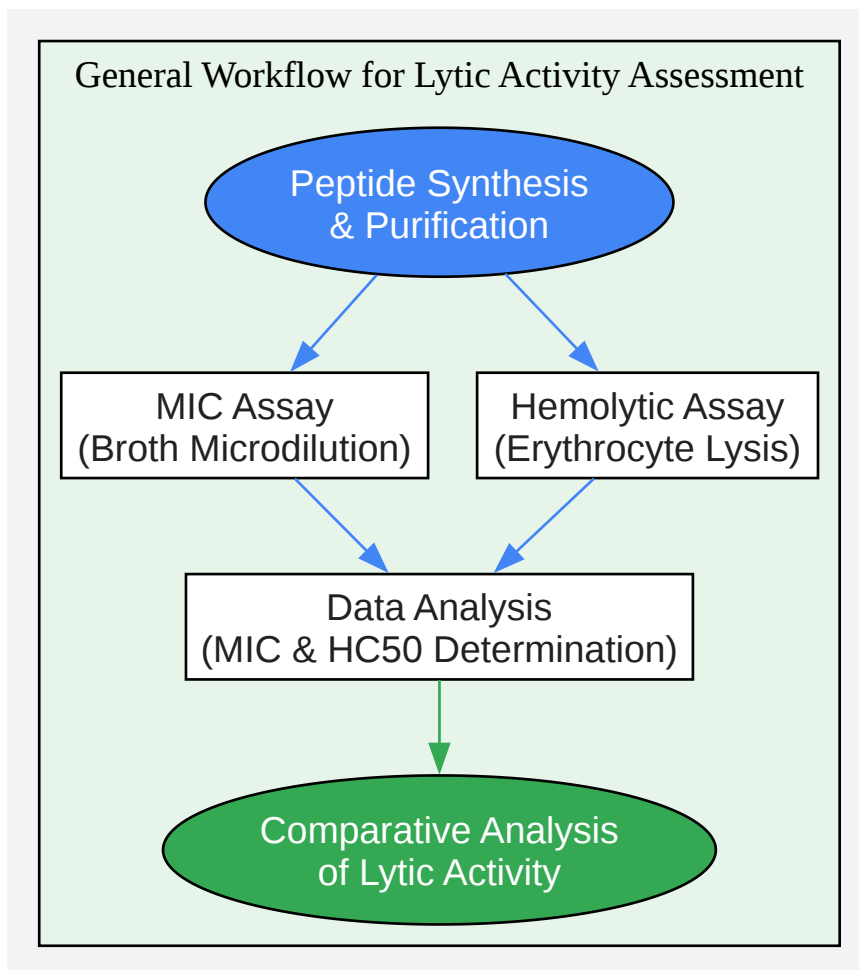 General Workflow for Lytic Activity Assessment
Peptide Synthesis
& Purification
MIC Assay
(Broth Microdilution)
Hemolytic Assay
(Erythrocyte Lysis)
Data Analysis
(MIC & HC50 Determination)
Comparative Analysis
of Lytic Activity